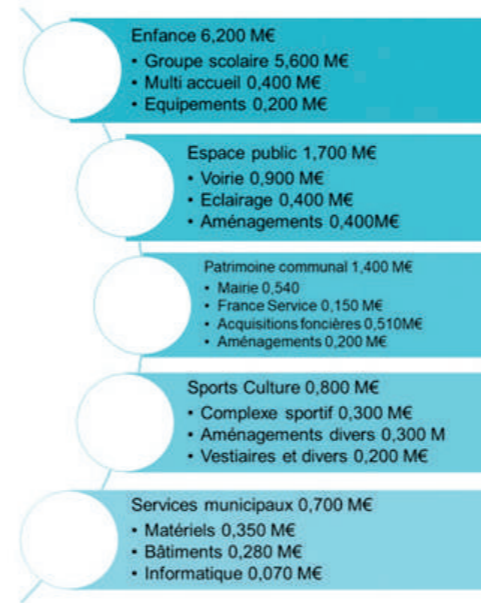 Enfance 6,200 M€
• Groupe scolaire 5,600 M€
• Multi accueil 0,400 M€
• Equipements 0,200 M€
Espace public 1,700 M€
• Voirie 0,900 M€
• Eclairage 0,400 M€
• Aménagements 0,400M€
Patrimoine communal 1,400 M€
• Mairie 0,540
• France Service 0,150 M€
• Acquisitions foncières 0,510M€
• Aménagements 0,200 M€
Sports Culture 0,800 M€
• Complexe sportif 0,300 M€
• Aménagements divers 0,300 M
• Vestiaires et divers 0,200 M€
Services municipaux 0,700 M€
• Matériels 0,350 M€
• Bâtiments 0,280 M€
• Informatique 0,070 M€